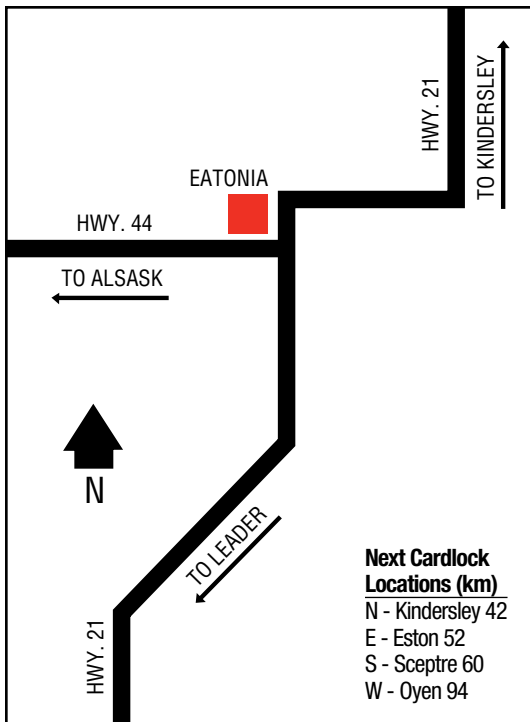 HWY. 21
TO KINDERSLEY
EATONIA
HWY. 44
TO ALSASK
N
TO LEADER
HWY. 21
Next Cardlock
Locations (km)
N - Kindersley 42
E - Eston 52
S - Sceptre 60
W - Oyen 94